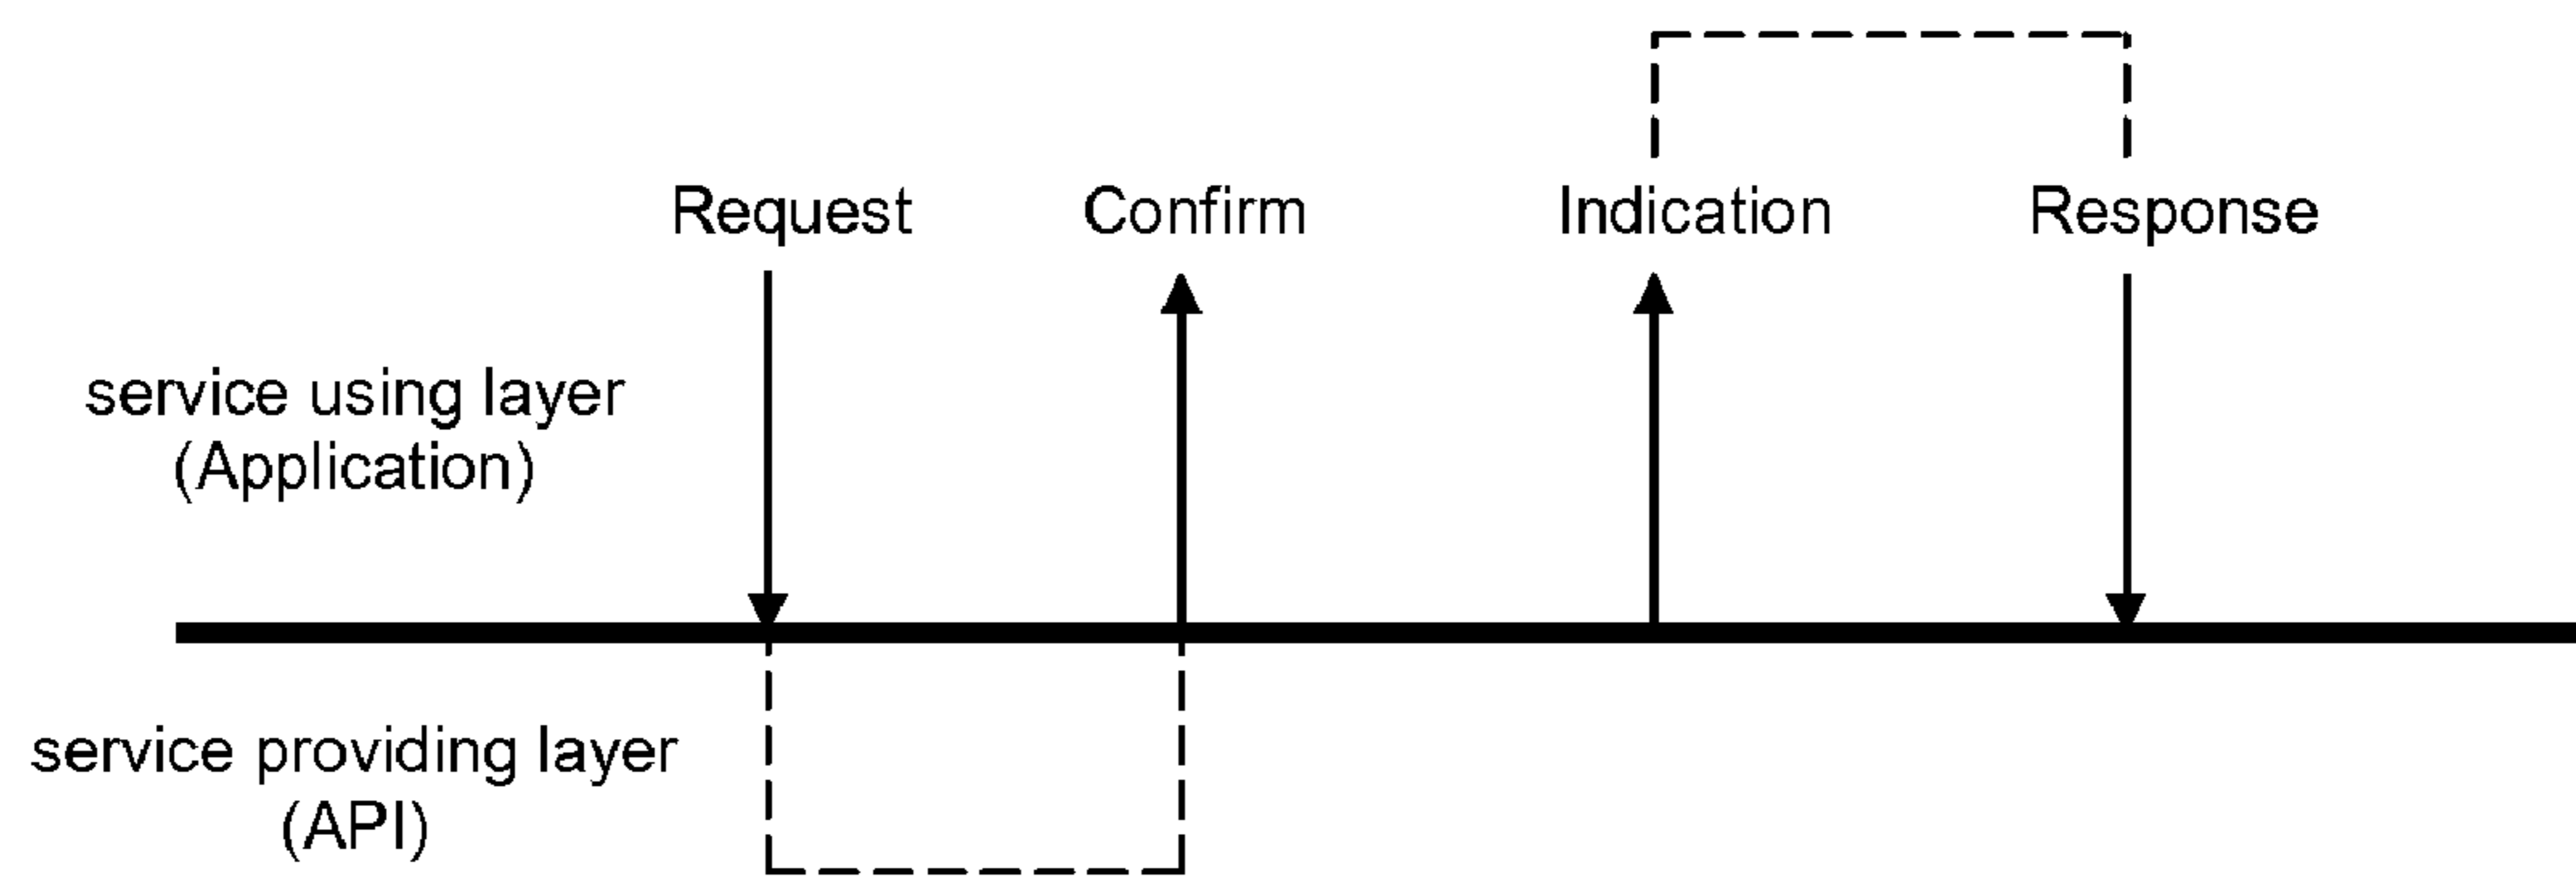 Request
Confirm
Indication
Response
service using layer
(Application)
service providing layer
(API)